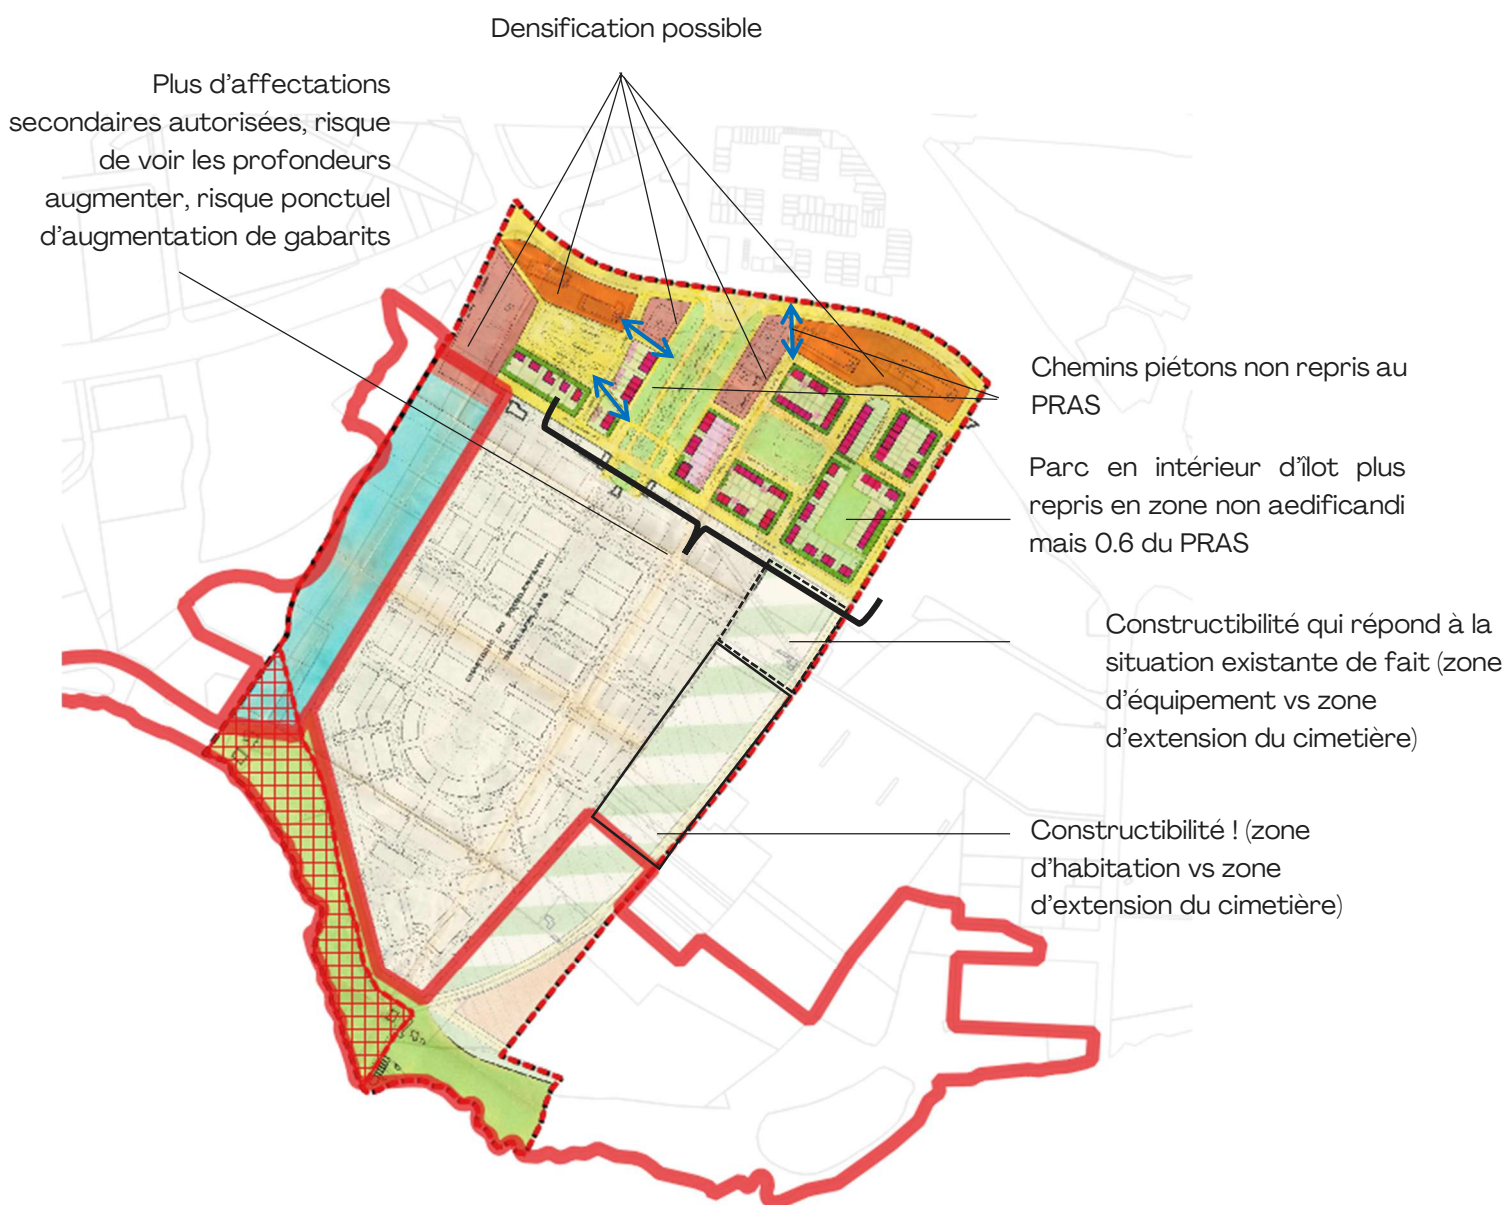 Densification possible
Plus d'affectations
secondaires autorisées, risque
de voir les profondeurs
augmenter, risque ponctuel
d'augmentation de gabarits
Chemins piétons non repris au
PRAS
Parc en intérieur d'îlot plus
repris en zone non aedificandi
mais 0.6 du PRAS
Constructibilité qui répond à la
situation existante de fait (zone
d'équipement vs zone
d'extension du cimetière)
Constructibilité ! (zone
d'habitation vs zone
d'extension du cimetière)